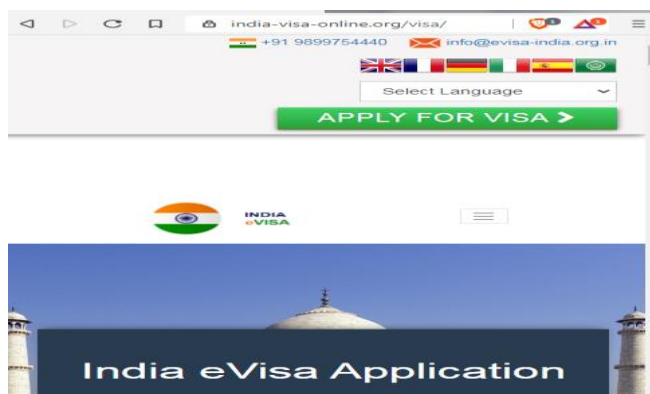 india-visa-online.org/visa/
+91 9899754440 info@evisa-india.org.in
Select Language
APPLY FOR VISA
INDIA
eVISA
India eVisa Application